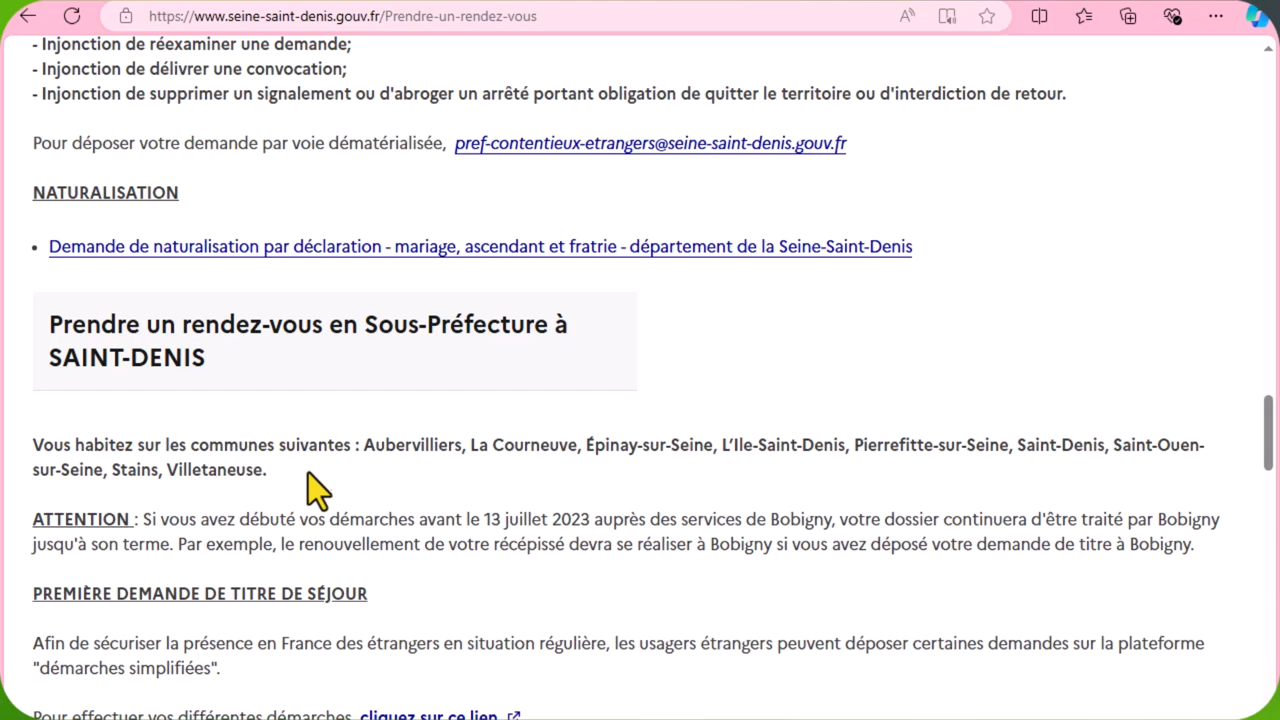 https://www.seine-saint-denis.gouv.fr/Prendre-un-rendez-vous
- Injonction de réexaminer une demande;
- Injonction de délivrer une convocation;
- Injonction de supprimer un signalement ou d'abroger un arrêté portant obligation de quitter le territoire ou d'interdiction de retour.
Pour déposer votre demande par voie dématérialisée, pref-contentieux-etrangers@seine-saint-denis.gouv.fr
NATURALISATION
• Demande de naturalisation par déclaration - mariage, ascendant et fratrie - département de la Seine-Saint-Denis
Prendre un rendez-vous en Sous-Préfecture à
SAINT-DENIS
Vous habitez sur les communes suivantes : Aubervilliers, La Courneuve, Épinay-sur-Seine, L'Ile-Saint-Denis, Pierrefitte-sur-Seine, Saint-Denis, Saint-Ouen-
sur-Seine, Stains, Villetaneuse.
ATTENTION : Si vous avez débuté vos démarches avant le 13 juillet 2023 auprès des services de Bobigny, votre dossier continuera d'être traité par Bobigny
jusqu'à son terme. Par exemple, le renouvellement de votre récépissé devra se réaliser à Bobigny si vous avez déposé votre demande de titre à Bobigny.
PREMIÈRE DEMANDE DE TITRE DE SÉJOUR
Afin de sécuriser la présence en France des étrangers en situation régulière, les usagers étrangers peuvent déposer certaines demandes sur la plateforme
"démarches simplifiées".
Pour effectuer vos différentes démarches, cliquez sur ce lien